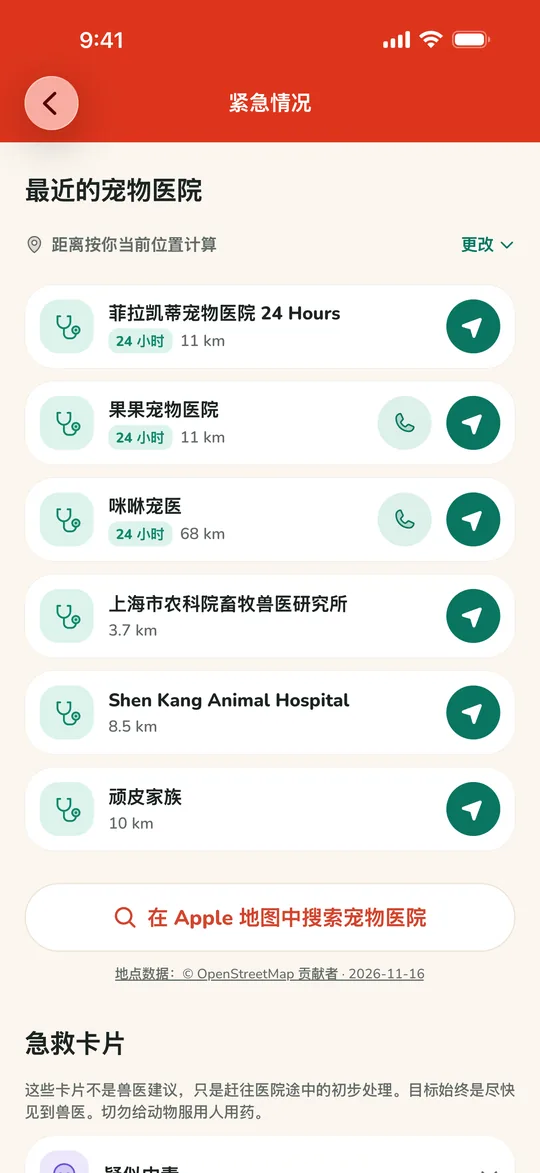 9:41
紧急情况
最近的宠物医院
距离按你当前位置计算
更改
菲拉凯蒂宠物医院 24 Hours
24 小时 11 km
果果宠物医院
24 小时 11 km
咪咻宠医
24 小时 68 km
上海市农科院畜牧兽医研究所
3.7 km
Shen Kang Animal Hospital
8.5 km
顽皮家族
10 km
在 Apple 地图中搜索宠物医院
地点数据：© OpenStreetMap 贡献者 · 2026-11-16
急救卡片
这些卡片不是兽医建议，只是赶往医院途中的初步处理。目标始终是尽快
见到兽医。切勿给动物服用人用药。
疑似中毒